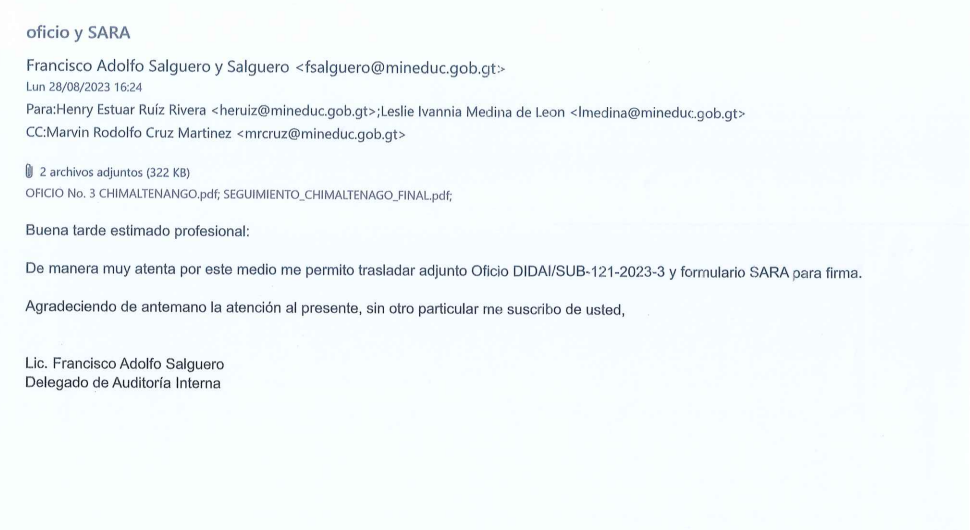 oficio y SARA
Francisco Adolfo Salguero y Salguero <fsalguero@mineduc.gob.gt>
Lun 28/08/2023 16:24
Para:Henry Estuar Ruíz Rivera <heruiz@mineduc.gob.gt>;Leslie Ivannia Medina de Leon <lmedina@mineduc.gob.gt>
CC:Marvin Rodolfo Cruz Martinez <mrcruz@mineduc.gob.gt>
2 archivos adjuntos (322 KB)
OFICIO No. 3 CHIMALTENANGO.pdf; SEGUIMIENTO_CHIMALTENAGO_FINAL.pdf;
Buena tarde estimado profesional:
De manera muy atenta por este medio me permito trasladar adjunto Oficio DIDAI/SUB-121-2023-3 y formulario SARA para firma.
Agradeciendo de antemano la atención al presente, sin otro particular me suscribo de usted,
Lic. Francisco Adolfo Salguero
Delegado de Auditoría Interna